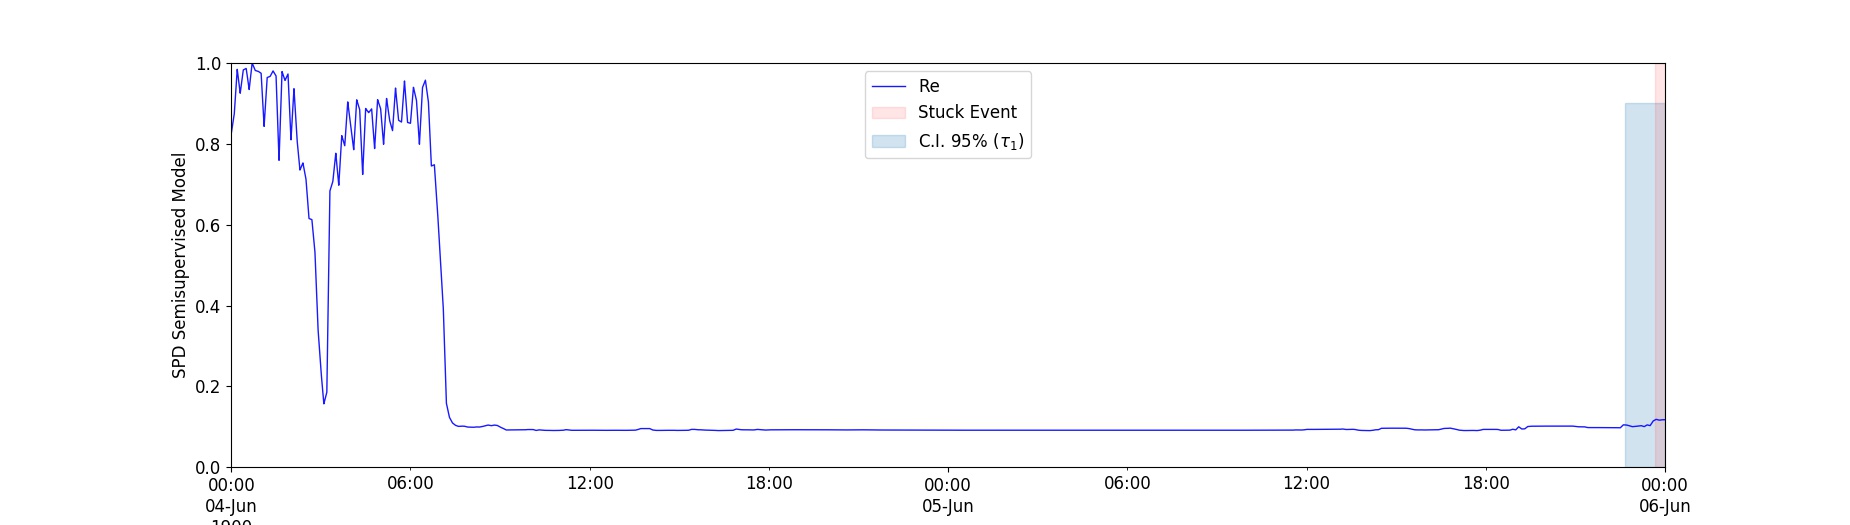 1.0
0.8
0.6
0.4
0.2
0.0
SPD Semisupervised Model
Re
Stuck Event
C.I. 95% (τ₁)
00:00 06:00 12:00 18:00 00:00 06:00 12:00 18:00 00:00
04-Jun 05-Jun 06-Jun
1900